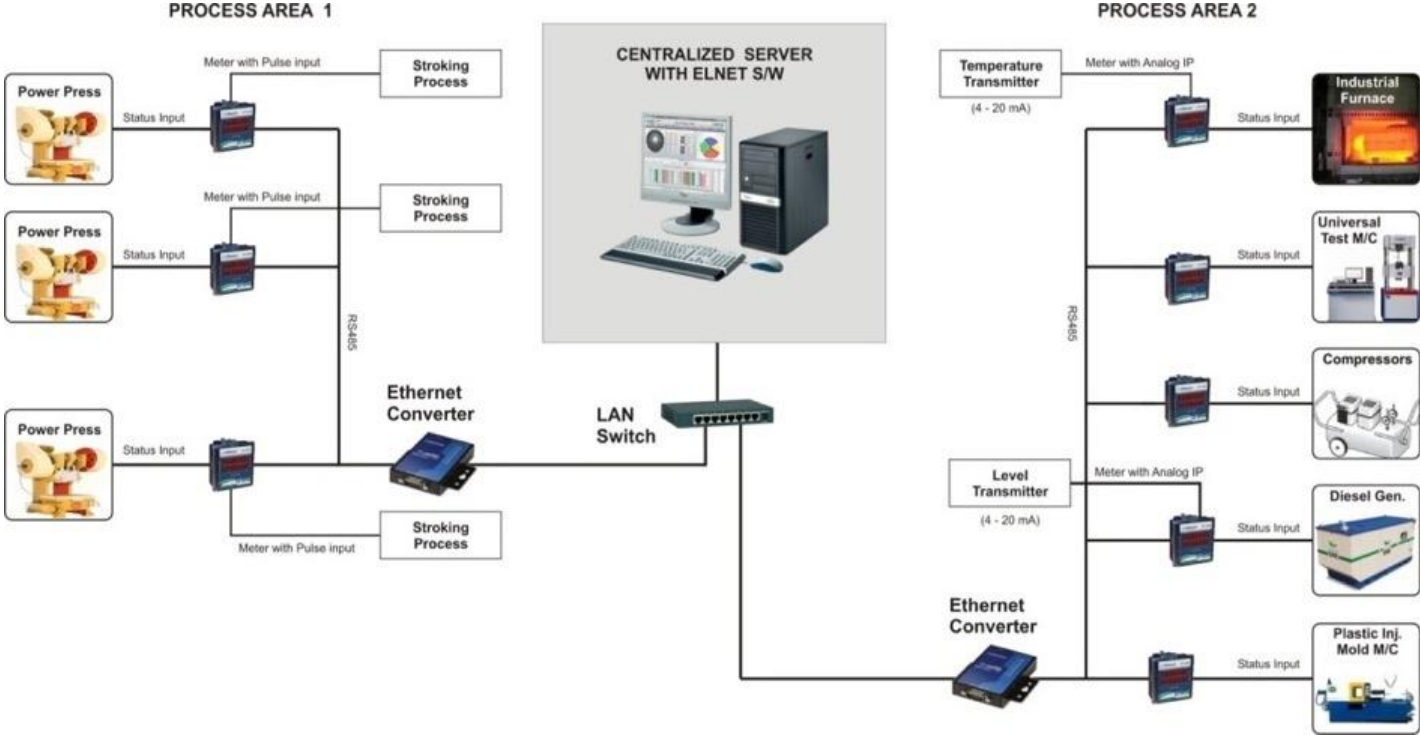 PROCESS AREA 1
PROCESS AREA 2
Power Press
Status Input
Meter with Pulse input
Stroking
Process
Power Press
Status Input
Meter with Pulse input
Stroking
Process
RS485
Power Press
Status Input
Meter with Pulse input
Stroking
Process
Ethernet
Converter
CENTRALIZED SERVER
WITH ELNET S/W
LAN
Switch
Temperature
Transmitter
(4 - 20 mA)
Meter with Analog IP
Status Input
Industrial
Furnace
Status Input
Universal
Test M/C
RS485
Status Input
Compressors
Level
Transmitter
(4 - 20 mA)
Meter with Analog IP
Status Input
Diesel Gen.
Ethernet
Converter
Status Input
Plastic Inj.
Mold M/C